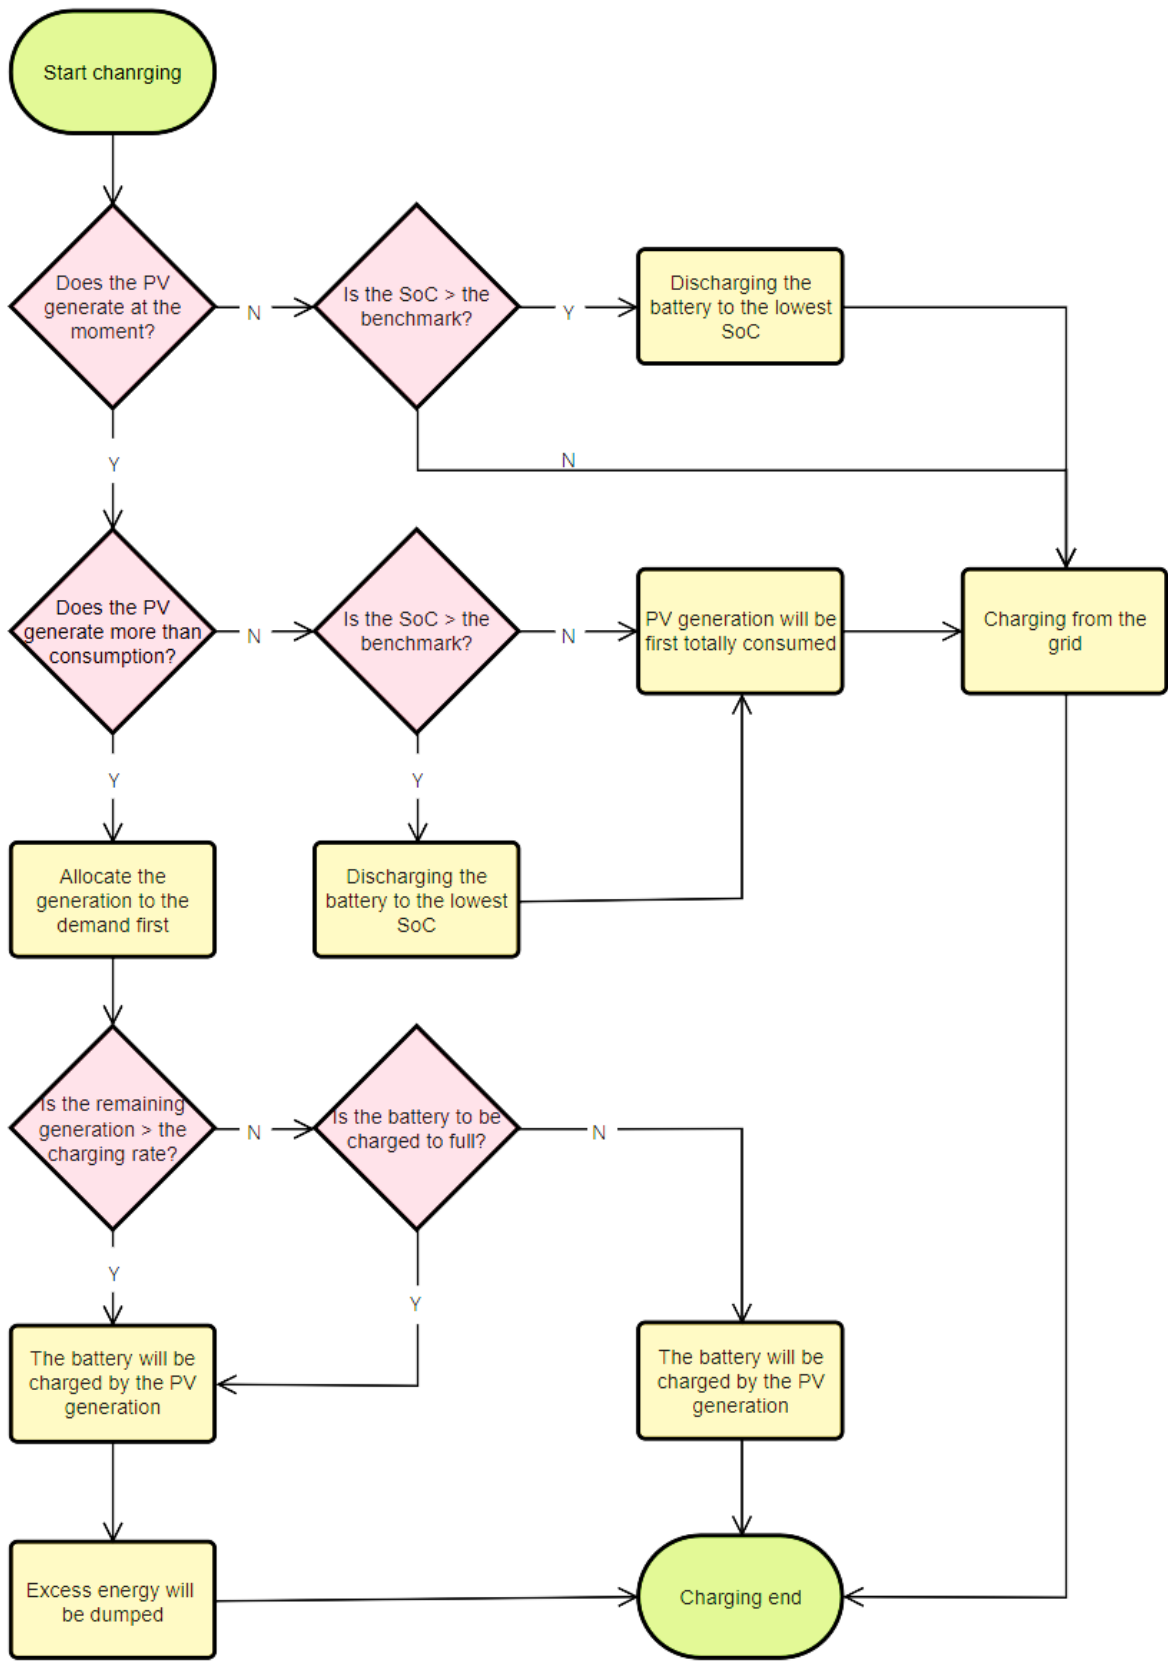 Start chanrging
Does the PV
generate at the
moment?
N
Is the SoC > the
benchmark?
Y
Discharging the
battery to the lowest
SoC
Y
N
Does the PV
generate more than
consumption?
N
Is the SoC > the
benchmark?
N
PV generation will be
first totally consumed
Charging from the
grid
Y
Y
Allocate the
generation to the
demand first
Discharging the
battery to the lowest
SoC
Is the remaining
generation > the
charging rate?
N
Is the battery to be
charged to full?
N
Y
Y
The battery will be
charged by the PV
generation
The battery will be
charged by the PV
generation
Excess energy will
be dumped
Charging end